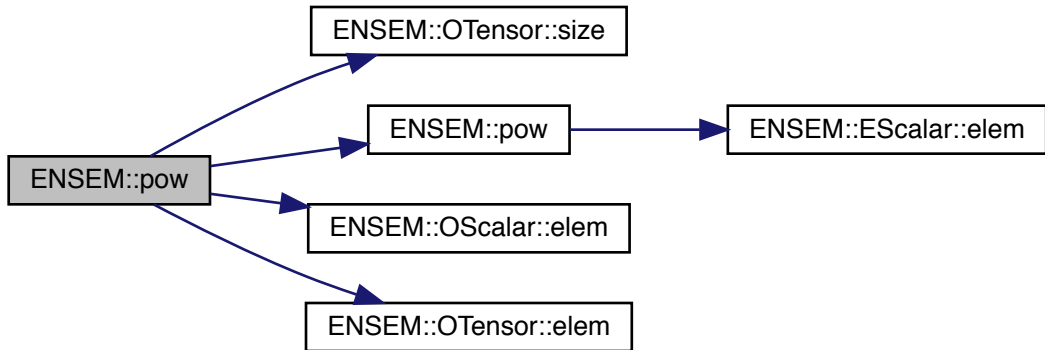 ENSEM::OTensor::size
ENSEM::pow
ENSEM::EScalar::elem
ENSEM::pow
ENSEM::OScalar::elem
ENSEM::OTensor::elem